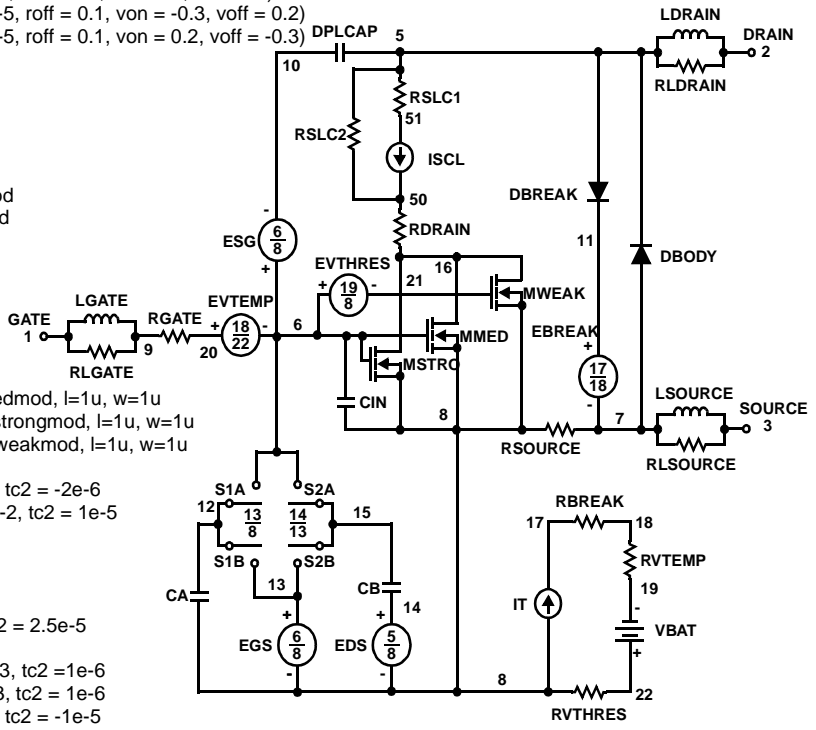 -5, roff = 0.1, von = -0.3, voff = 0.2)
-5, roff = 0.1, von = 0.2, voff = -0.3)
LDRAIN
DPLCAP
5
DRAIN
2
10
RLDRAIN
RSLC1
51
RSLC2
ISCL
od
d
50
DBREAK
RDRAIN
ESG
6
8
-
+
11
EVTHRES
16
21
DBODY
+
19
8
-
MWEAK
LGATE
EVTEMP
GATE
1
RGATE
+
18
22
-
6
MMED
EBREAK
+
9
20
MSTRO
17
18
-
RLGATE
LSOURCE
edmod, l=1u, w=1u
CIN
8
7
SOURCE
3
strongmod, l=1u, w=1u
weakmod, l=1u, w=1u
RSOURCE
RLSOURCE
tc2 = -2e-6
S1A
S2A
-2, tc2 = 1e-5
12
13
8
14
13
15
RBREAK
17
18
S1B
S2B
RVTEMP
13
CB
19
CA
14
IT
-
2 = 2.5e-5
+
+
VBAT
EGS
6
8
EDS
5
8
+
3, tc2 =1e-6
-
-
8
3, tc2 = 1e-6
22
tc2 = -1e-5
RVTHRES